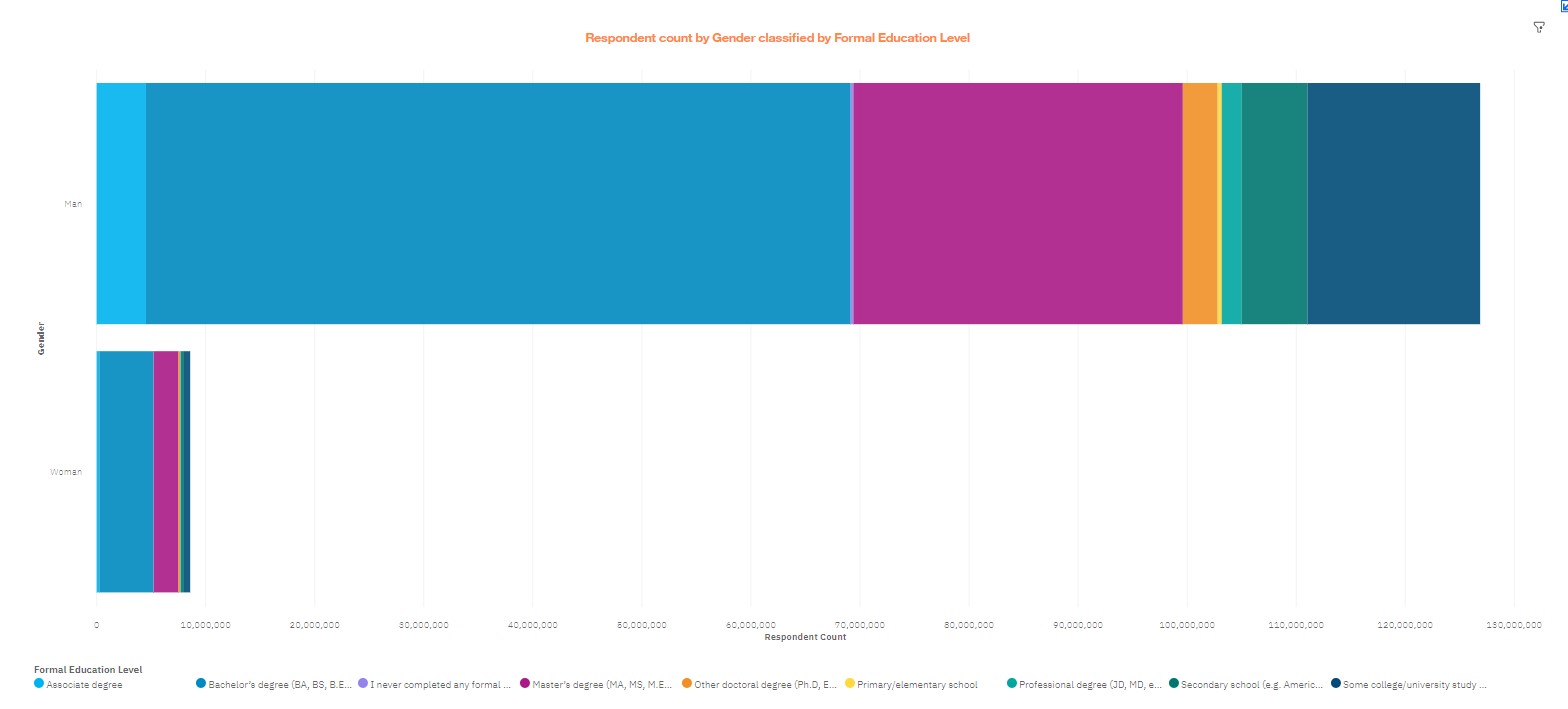 Respondent count by Gender classified by Formal Education Level
Man
Gender
Woman
0 10,000,000 20,000,000 30,000,000 40,000,000 50,000,000 60,000,000 70,000,000 80,000,000 90,000,000 100,000,000 110,000,000 120,000,000 130,000,000
Respondent Count
Formal Education Level
Associate degree Bachelor's degree (BA, BS, B.E... I never completed any formal ... Master's degree (MA, MS, M.E... Other doctoral degree (Ph.D, E... Primary/elementary school Professional degree (JD, MD, e... Secondary school (e.g. Americ... Some college/university study ...